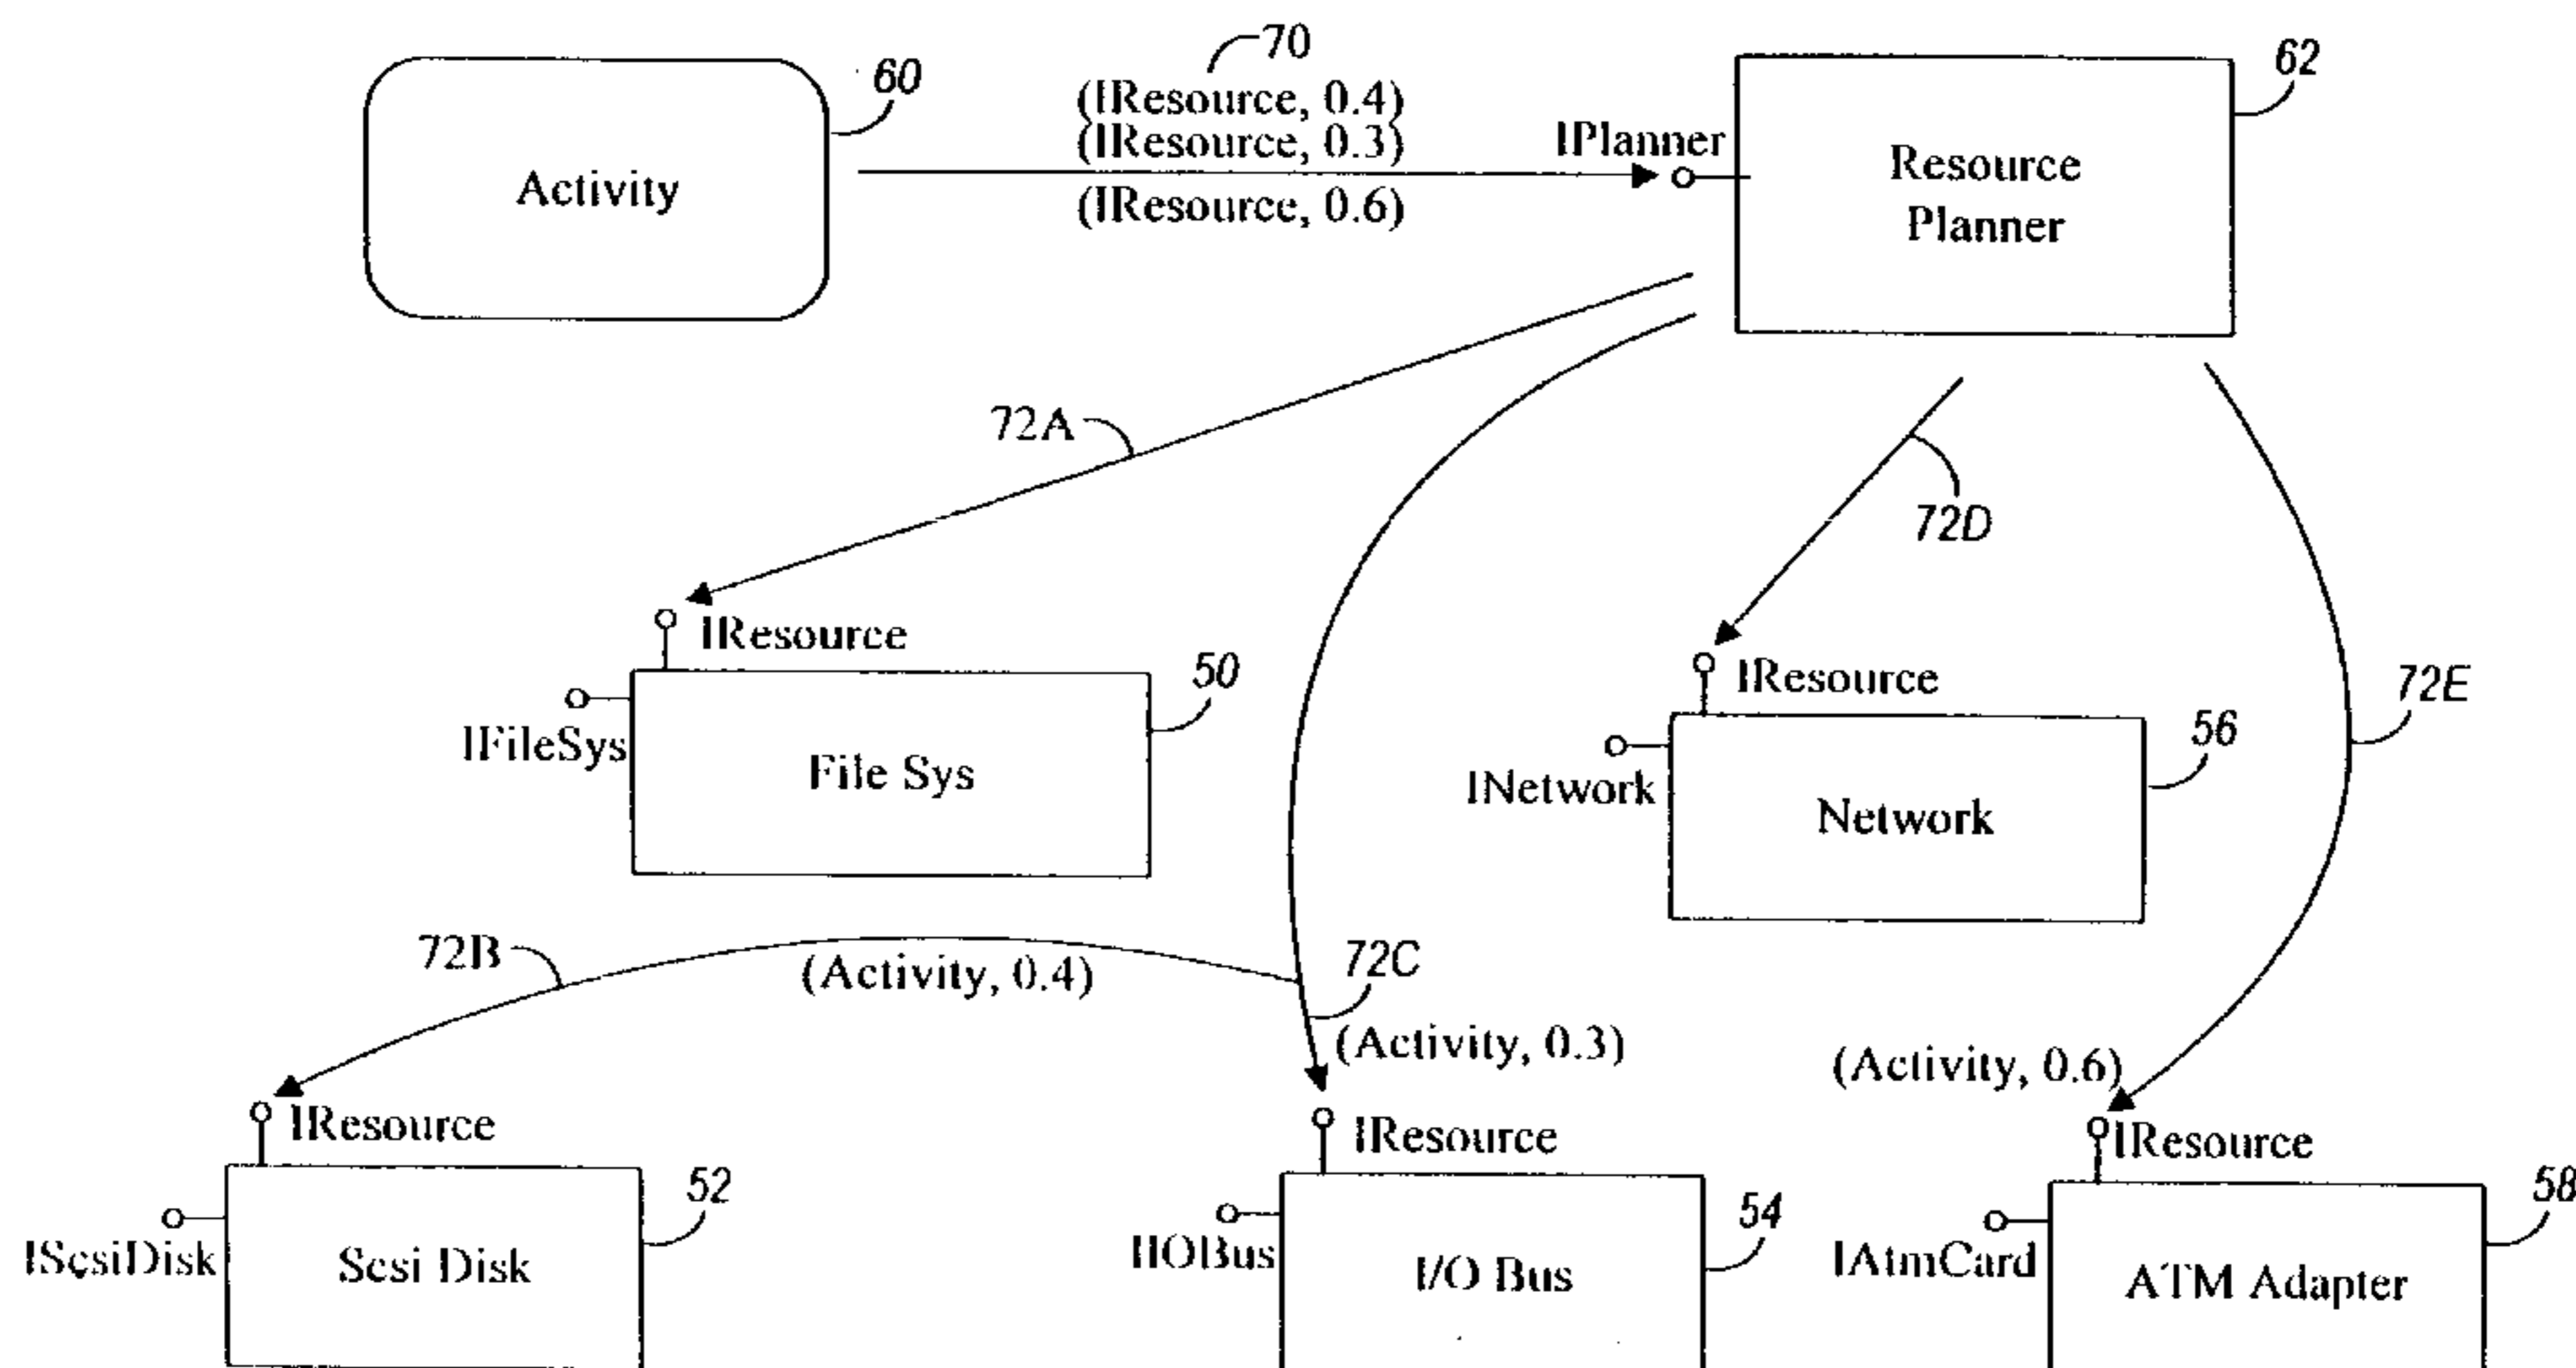 70
60
(IResource, 0.4)
62
(IResource, 0.3)
IPlanner
Activity
Resource
Planner
(IResource, 0.6)
72A
72D
IResource
50
IResource
72E
IFileSys
File Sys
56
INetwork
Network
72B
(Activity, 0.4)
72C
(Activity, 0.3)
(Activity, 0.6)
IResource
IResource
IResource
52
54
58
IScsiDisk
Scsi Disk
IIOBus
I/O Bus
IAtmCard
ATM Adapter